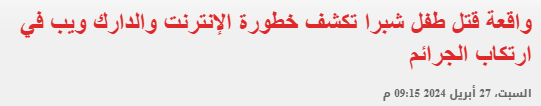 واقعة قتل طفل شبرا تكشف خطورة الإنترنت والدارك ويب في
ارتكاب الجرائم
السبت، 27 أبريل 2024 09:15 م